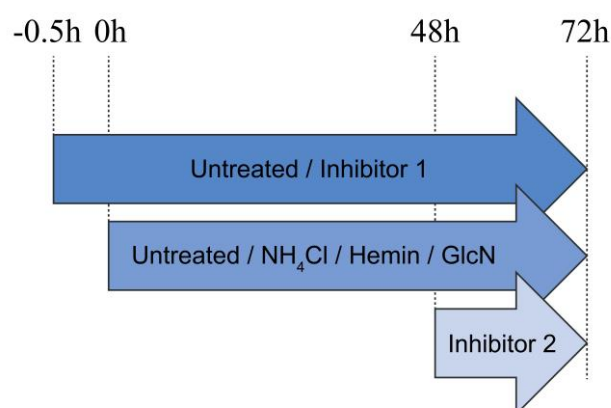 -0.5h 0h 48h 72h
Untreated / Inhibitor 1
Untreated / NH₄Cl / Hemin / GlcN
Inhibitor 2